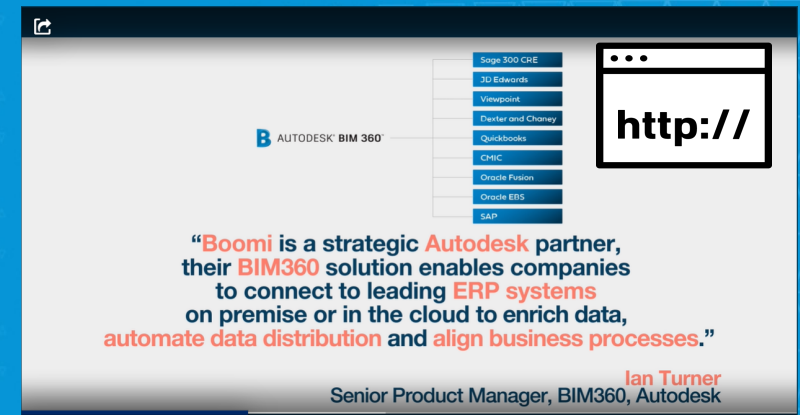 Sage 300 CRE
JD Edwards
Viewpoint
Dexter and Chaney
AUTODESK® BIM 360™
Quickbooks
CMIC
Oracle Fusion
Oracle EBS
SAP
http://
“Boomi is a strategic Autodesk partner,
their BIM360 solution enables companies
to connect to leading ERP systems
on premise or in the cloud to enrich data,
automate data distribution and align business processes.”
Ian Turner
Senior Product Manager, BIM360, Autodesk